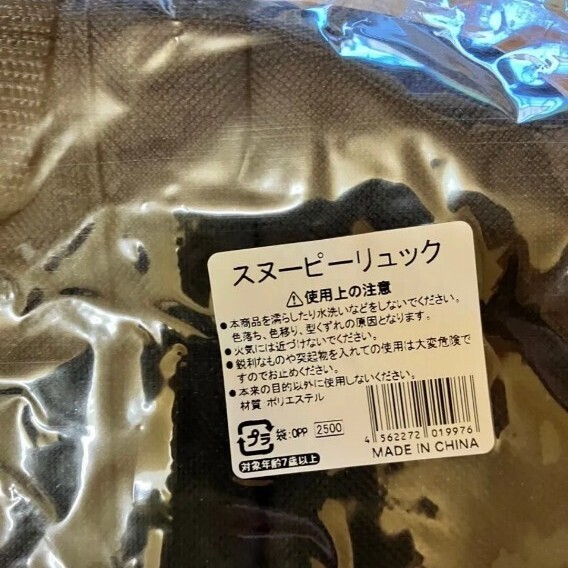 スヌーピーリュック
⚠使用上の注意
●本商品を濡らしたり水洗いなどをしないでください。
色落ち、色移り、型くずれの原因となります。
●火気には近づけないでください。
●鋭利なものや突起物を入れての使用は大変危険で
すのでお止めください。
●本来の目的以外に使用しないください。
材質 ポリエステル
プラ 袋:OPP 2500
対象年齢7歳以上
4 562272 019976
MADE IN CHINA